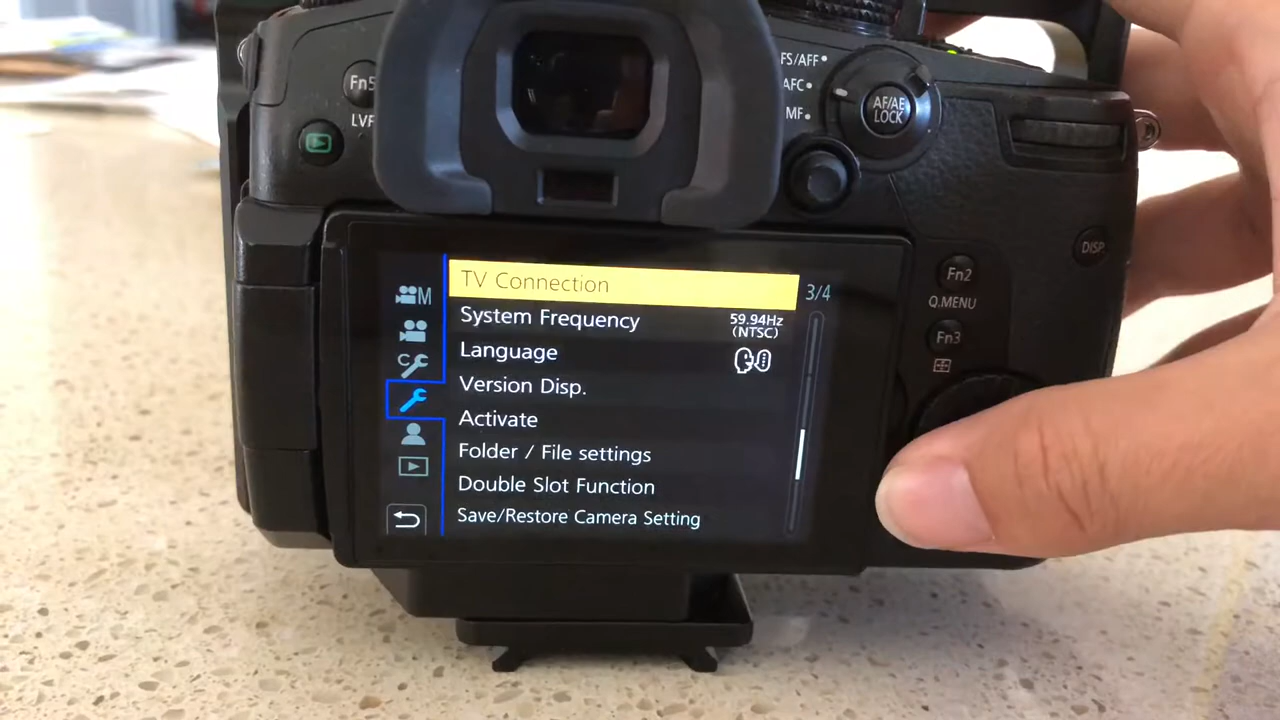 FS/AFF
AFC
MF
AF/AE
LOCK
Fn5
LVF
TV Connection
3/4
System Frequency
59.94Hz
(NTSC)
Language
Version Disp.
Activate
Folder / File settings
Double Slot Function
Save/Restore Camera Setting
M
C
DISP.
Fn2
Q.MENU
Fn3